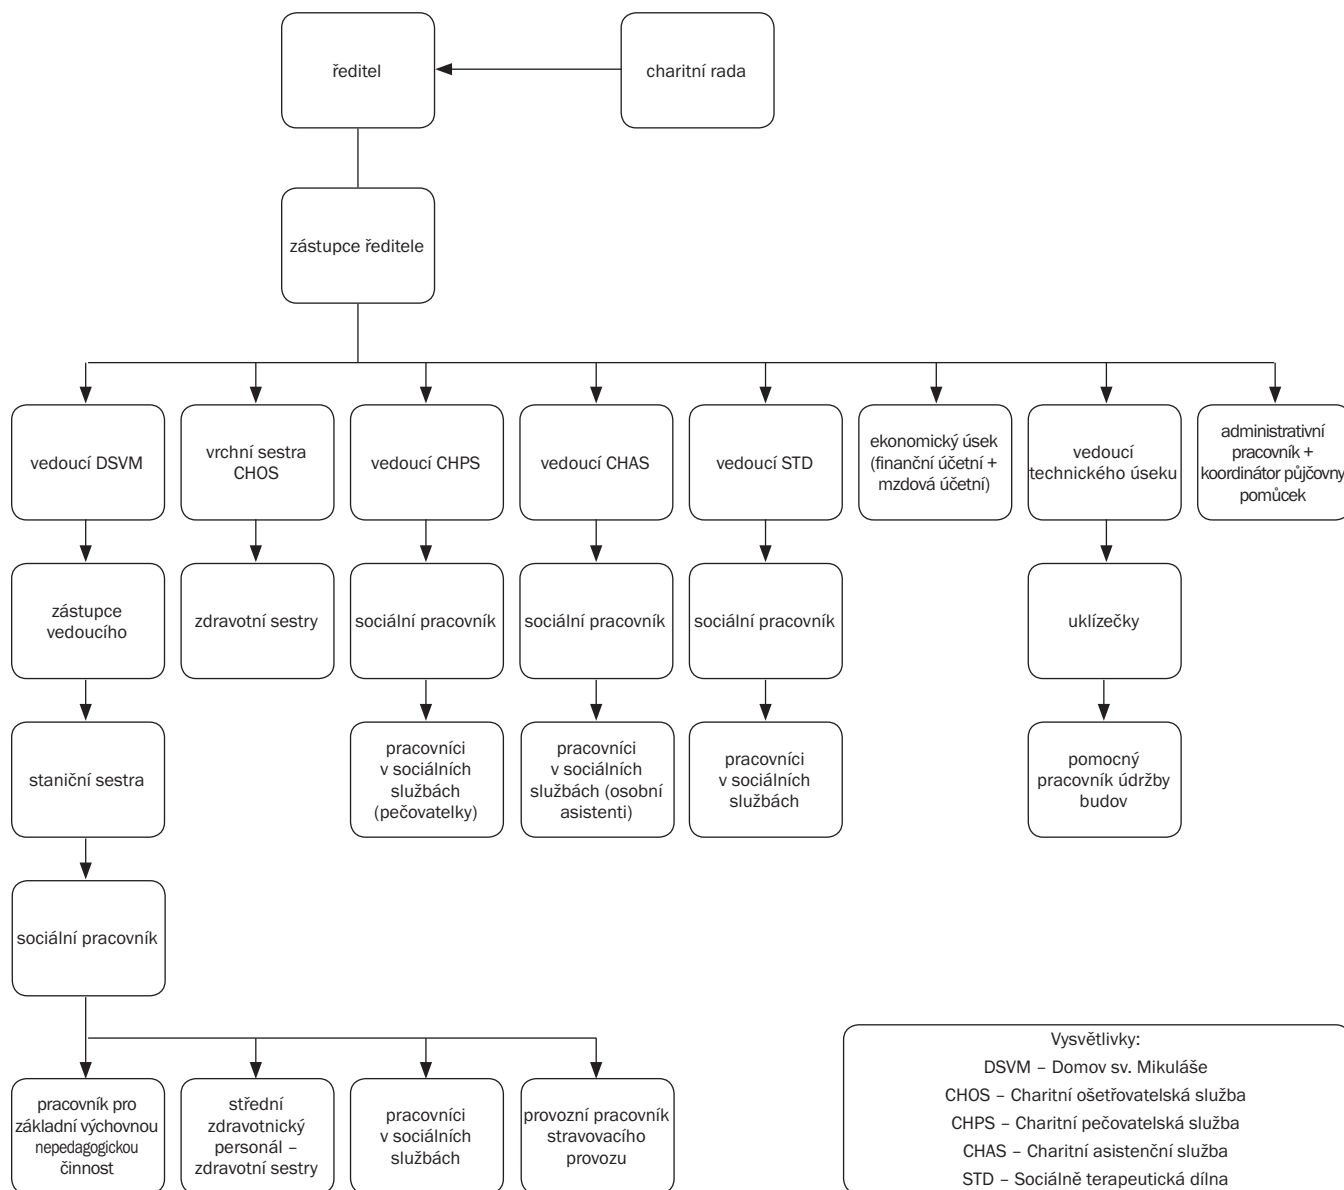 ředitel
charitní rada
zástupce ředitele
vedoucí DSVM
vrchní sestra
CHOS
vedoucí CHPS
vedoucí CHAS
vedoucí STD
ekonomický úsek
(finanční účetní +
mzdová účetní)
vedoucí
technického úseku
administrativní
pracovník +
koordinátor půjčovny
pomůcek
zástupce
vedoucího
zdravotní sestry
sociální pracovník
sociální pracovník
sociální pracovník
uklízečky
staniční sestra
pracovníci
v sociálních
službách
(pečovatelky)
pracovníci
v sociálních
službách (osobní
asistenti)
pracovníci
v sociálních
službách
pomocný
pracovník údržby
budov
sociální pracovník
pracovník pro
základní výchovnou
nepedagogickou
činnost
střední
zdravotnický
personál –
zdravotní sestry
pracovníci
v sociálních
službách
provozní pracovník
stravovacího
provozu
Vysvětlivky:
DSVM – Domov sv. Mikuláše
CHOS – Charitní ošetřovatelská služba
CHPS – Charitní pečovatelská služba
CHAS – Charitní asistenční služba
STD – Sociálně terapeutická dílna